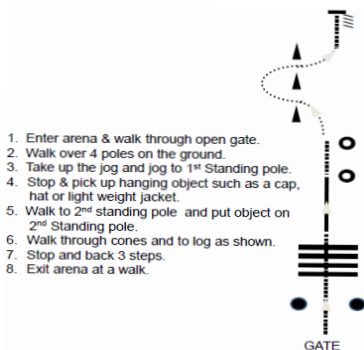 1. Enter arena & walk through open gate.
2. Walk over 4 poles on the ground.
3. Take up the jog and jog to 1st Standing pole.
4. Stop & pick up hanging object such as a cap,
hat or light weight jacket.
5. Walk to 2nd standing pole and put object on
2nd Standing pole.
6. Walk through cones and to log as shown.
7. Stop and back 3 steps.
8. Exit arena at a walk.
GATE